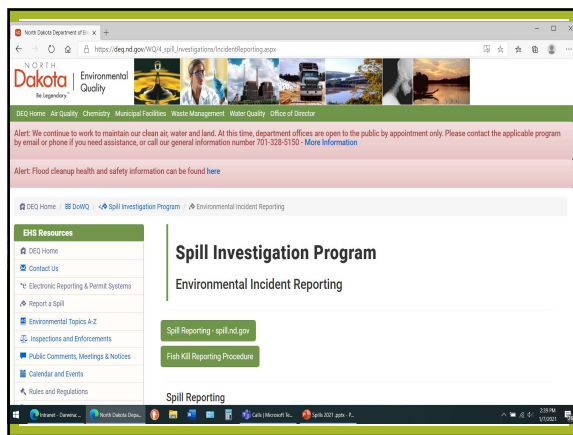 North Dakota Department of En
https://deq.nd.gov/WQ/4_spill_Investigations/IncidentReporting.aspx
NORTH
Dakota
Be Legendary.™
Environmental
Quality
DEQ Home Air Quality Chemistry Municipal Facilities Waste Management Water Quality Office of Director
Alert: We continue to work to maintain our clean air, water and land. At this time, department offices are open to the public by appointment only. Please contact the applicable program
by email or phone if you need assistance, or call our general information number 701-328-5150 - More Information
Alert: Flood cleanup health and safety information can be found here
DEQ Home / DoWQ / Spill Investigation Program / Environmental Incident Reporting
EHS Resources
DEQ Home
Contact Us
Electronic Reporting & Permit Systems
Report a Spill
Environmental Topics A-Z
Inspections and Enforcements
Public Comments, Meetings & Notices
Calendar and Events
Rules and Regulations
Spill Investigation Program
Environmental Incident Reporting
Spill Reporting - spill.nd.gov
Fish Kill Reporting Procedure
Spill Reporting
Intranet - Darwina:...
North Dakota Depa...
Calls | Microsoft Te...
Spills 2021 .pptx - P...
2:39 PM
1/7/2021